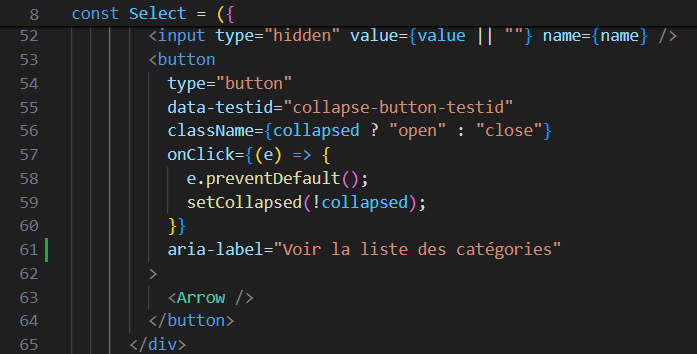 8 const Select = ({
52 <input type="hidden" value={value || ""} name={name} />
53 <button
54 type="button"
55 data-testid="collapse-button-testid"
56 className={collapsed ? "open" : "close"}
57 onClick={(e) => {
58 e.preventDefault();
59 setCollapsed(!collapsed);
60 }}
61 aria-label="Voir la liste des catégories"
62 >
63 <Arrow />
64 </button>
65 </div>